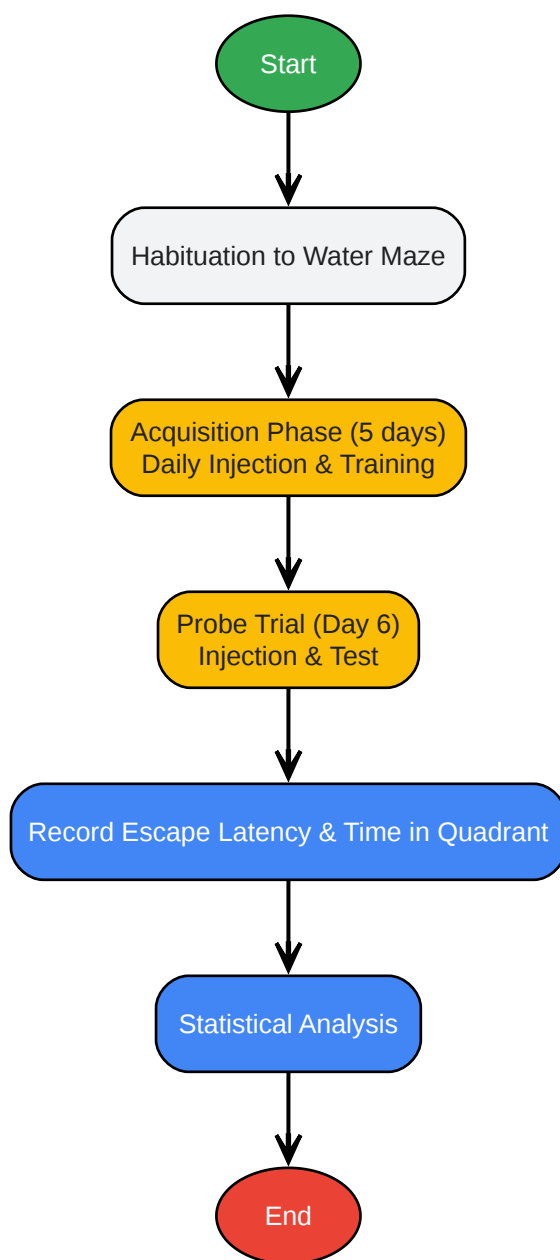 Start
Habituation to Water Maze
Acquisition Phase (5 days)
Daily Injection & Training
Probe Trial (Day 6)
Injection & Test
Record Escape Latency & Time in Quadrant
Statistical Analysis
End